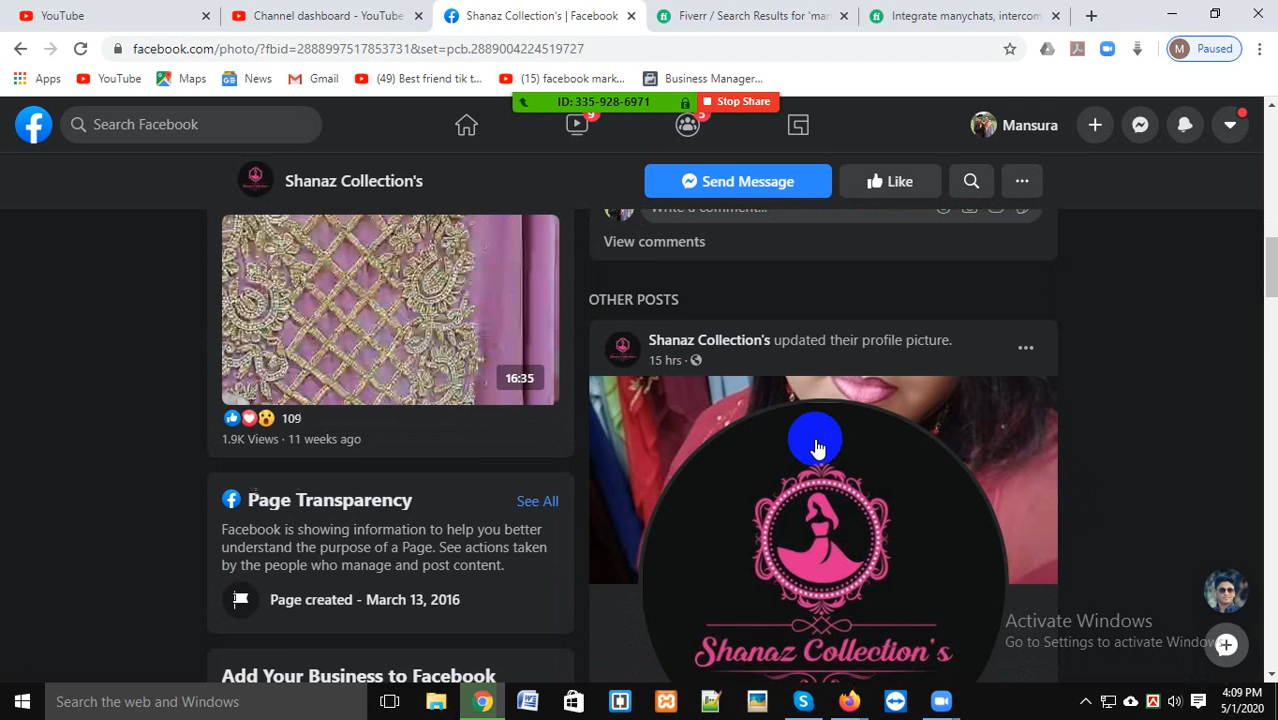 YouTube
Channel dashboard - YouTube
Shanaz Collection's | Facebook
Fiverr / Search Results for 'mar
Integrate manychats, intercom
facebook.com/photo/?fbid=2888997517853731&set=pcb.2889004224519727
M Paused
Apps
YouTube
Maps
News
Gmail
(49) Best friend tik t...
(15) facebook mark...
Business Manager...
ID: 335-928-6971
Stop Share
Search Facebook
9
5
Mansura
Shanaz Collection's
Send Message
Like
16:35
109
1.9K Views · 11 weeks ago
Page Transparency
See All
Facebook is showing information to help you better
understand the purpose of a Page. See actions taken
by the people who manage and post content.
Page created - March 13, 2016
Add Your Business to Facebook
Write a comment...
View comments
OTHER POSTS
Shanaz Collection's updated their profile picture.
15 hrs ·
Shanaz Collection's
Activate Windows
Go to Settings to activate Windows
Search the web and Windows
4:09 PM
5/1/2020